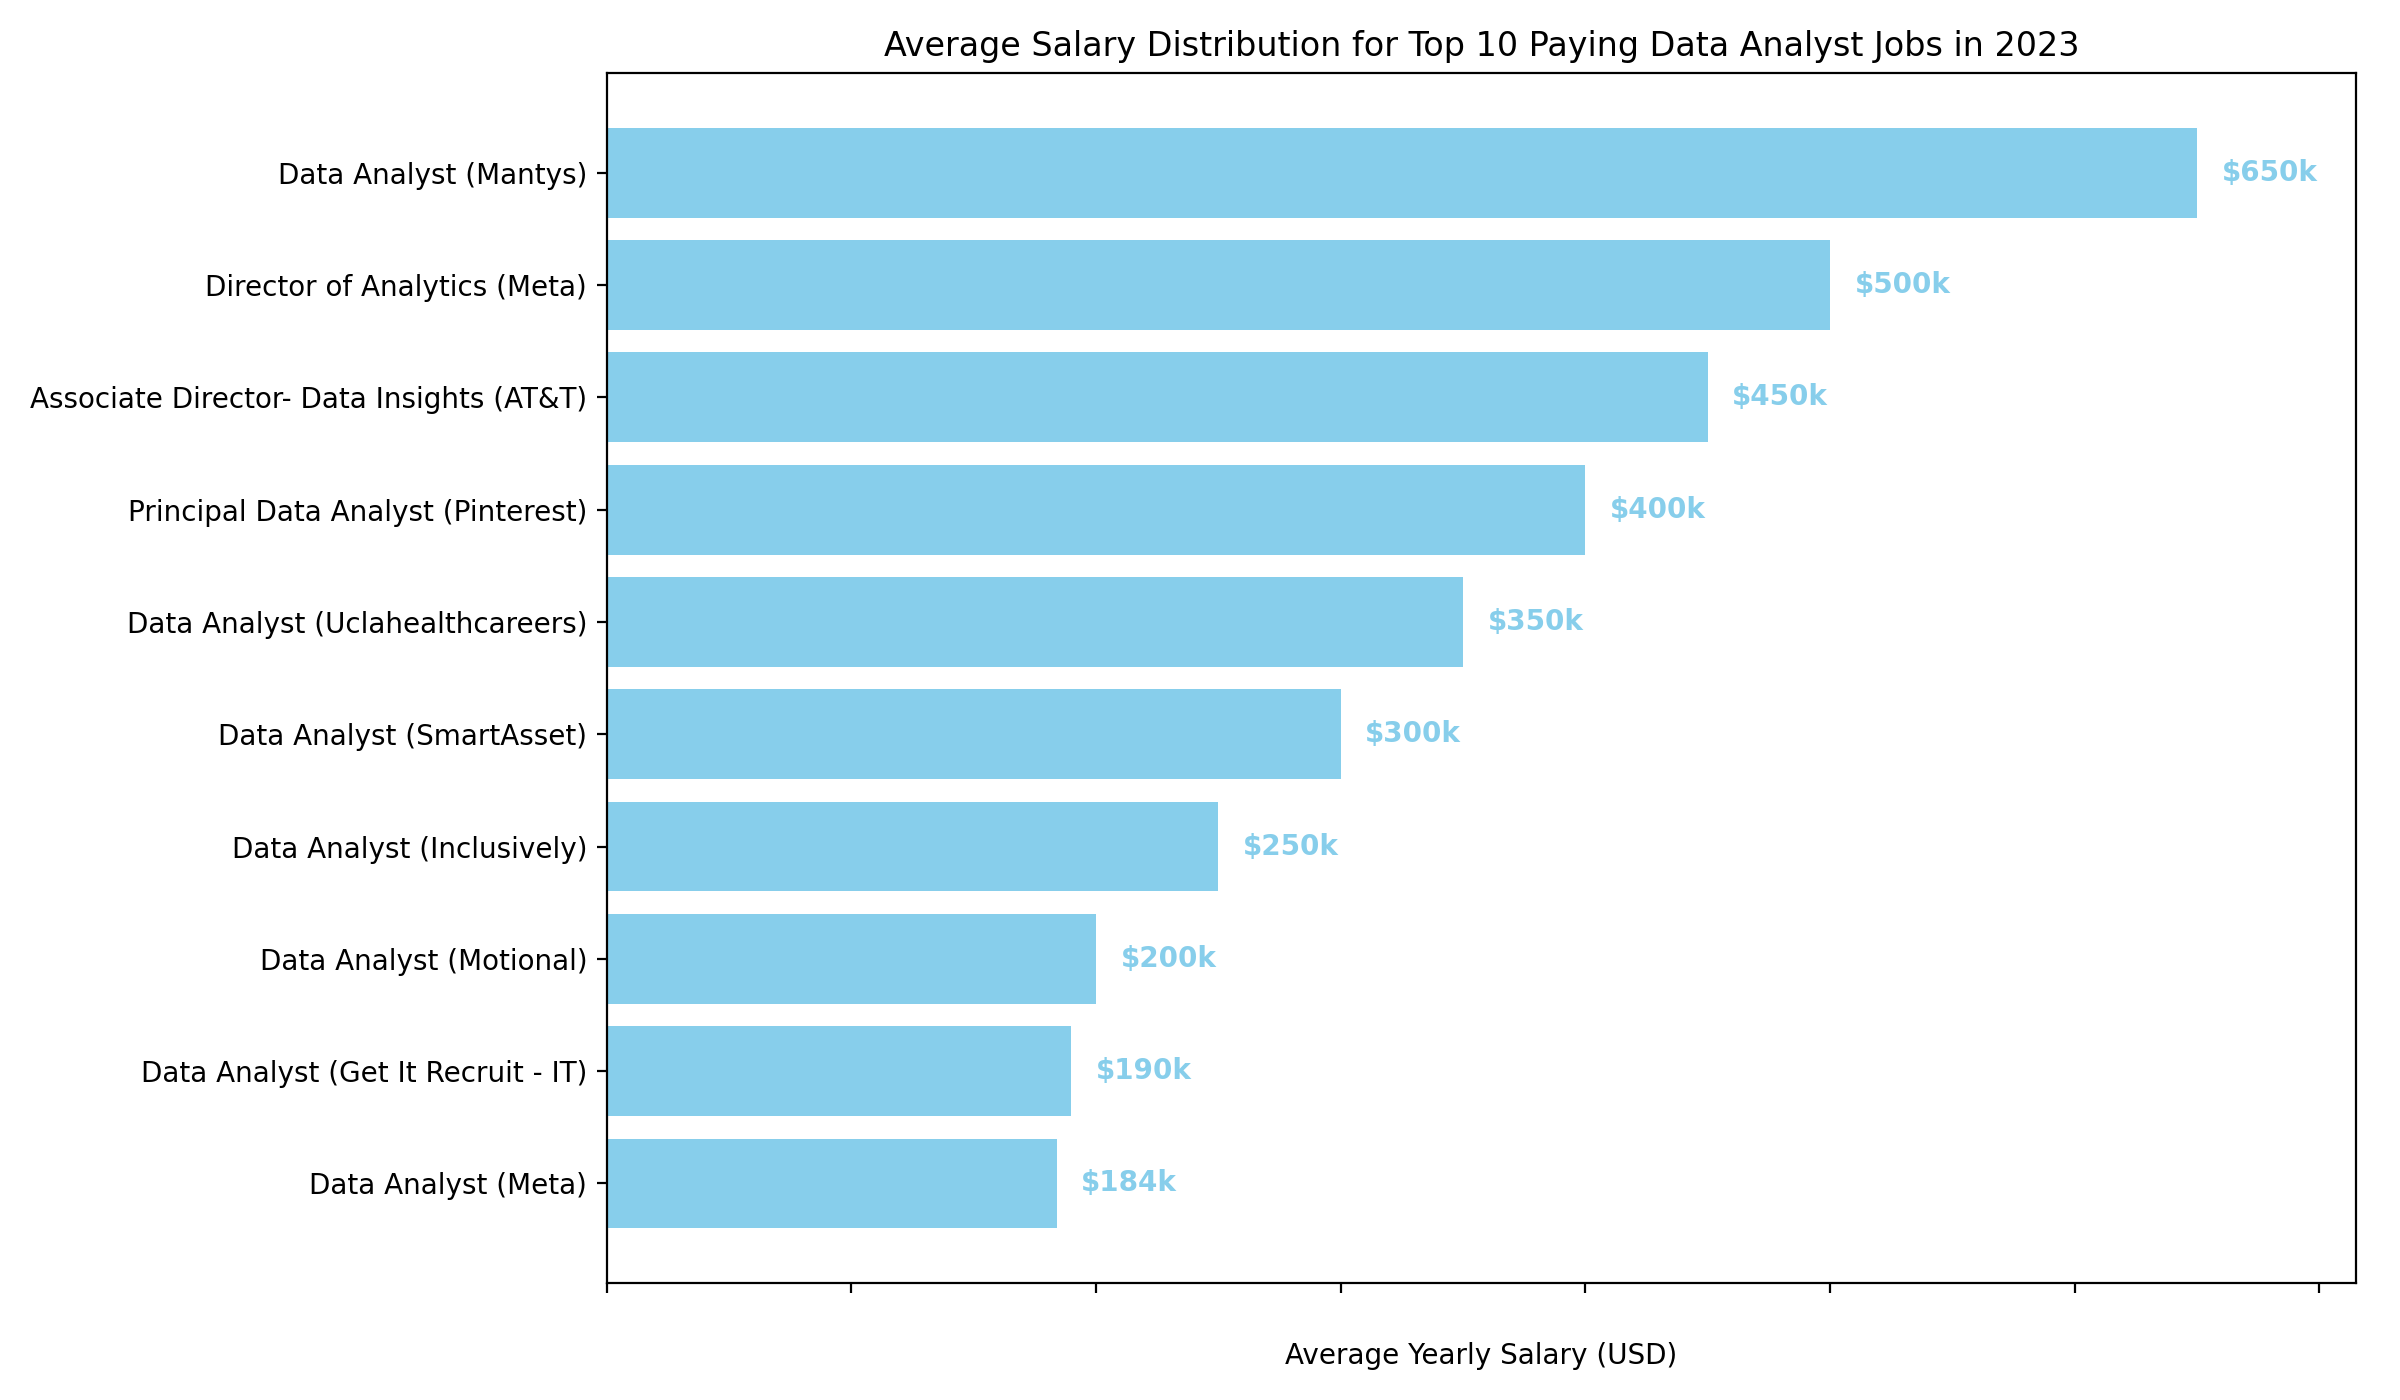 Average Salary Distribution for Top 10 Paying Data Analyst Jobs in 2023
Data Analyst (Mantys) $650k
Director of Analytics (Meta) $500k
Associate Director- Data Insights (AT&T) $450k
Principal Data Analyst (Pinterest) $400k
Data Analyst (Uclahealthcareers) $350k
Data Analyst (SmartAsset) $300k
Data Analyst (Inclusively) $250k
Data Analyst (Motional) $200k
Data Analyst (Get It Recruit - IT) $190k
Data Analyst (Meta) $184k
Average Yearly Salary (USD)